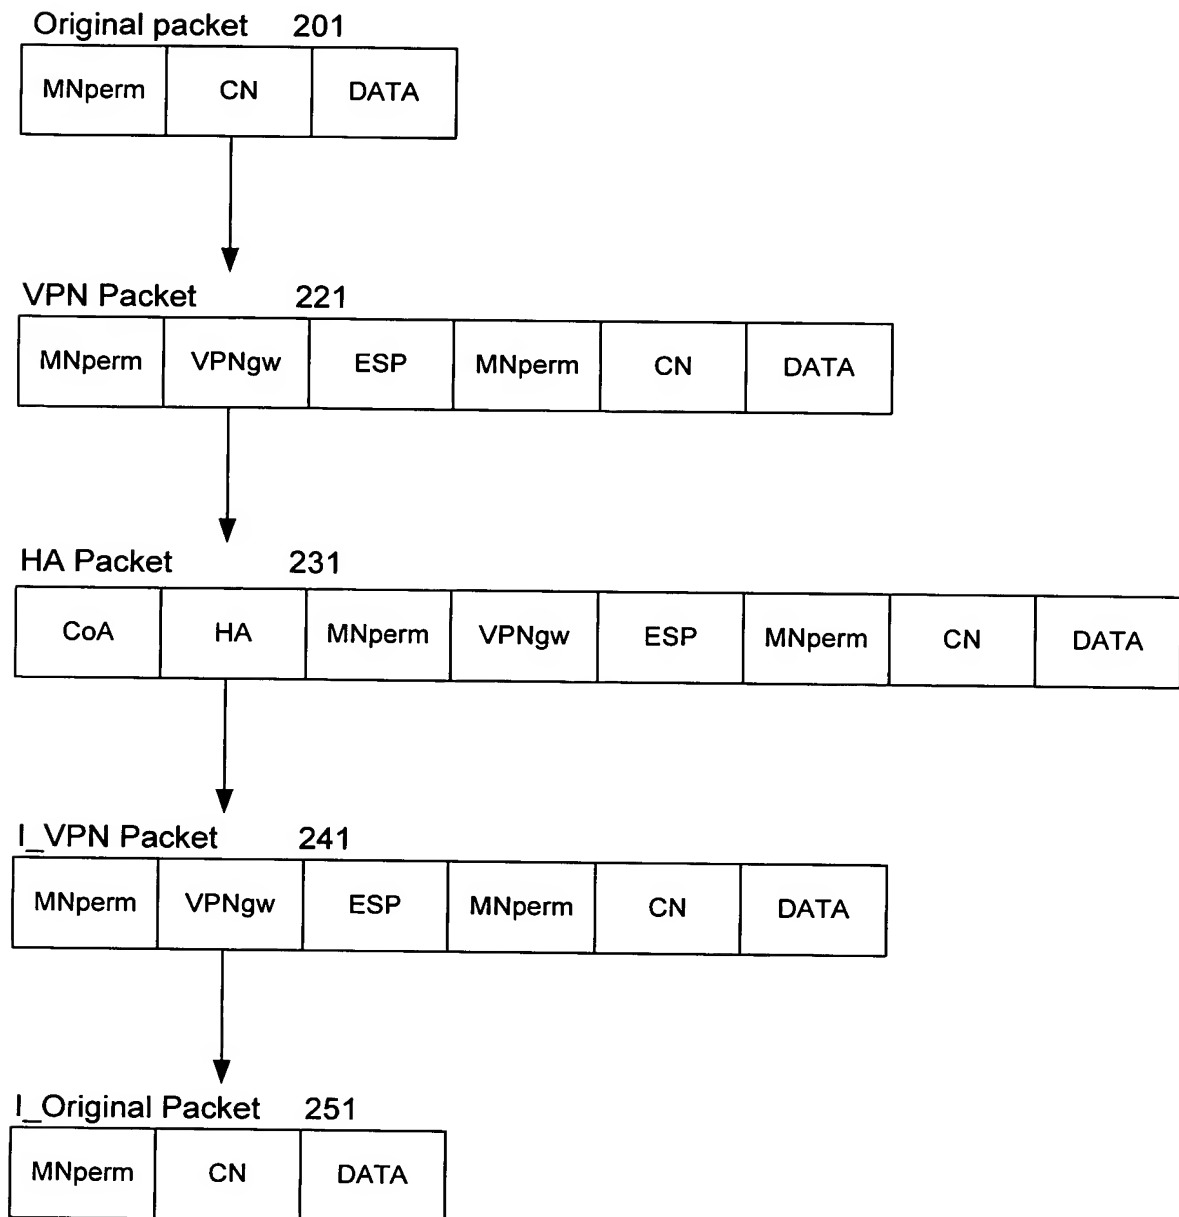 Original packet 201
MNperm CN DATA
VPN Packet 221
MNperm VPNgw ESP MNperm CN DATA
HA Packet 231
CoA HA MNperm VPNgw ESP MNperm CN DATA
I_VPN Packet 241
MNperm VPNgw ESP MNperm CN DATA
I_Original Packet 251
MNperm CN DATA